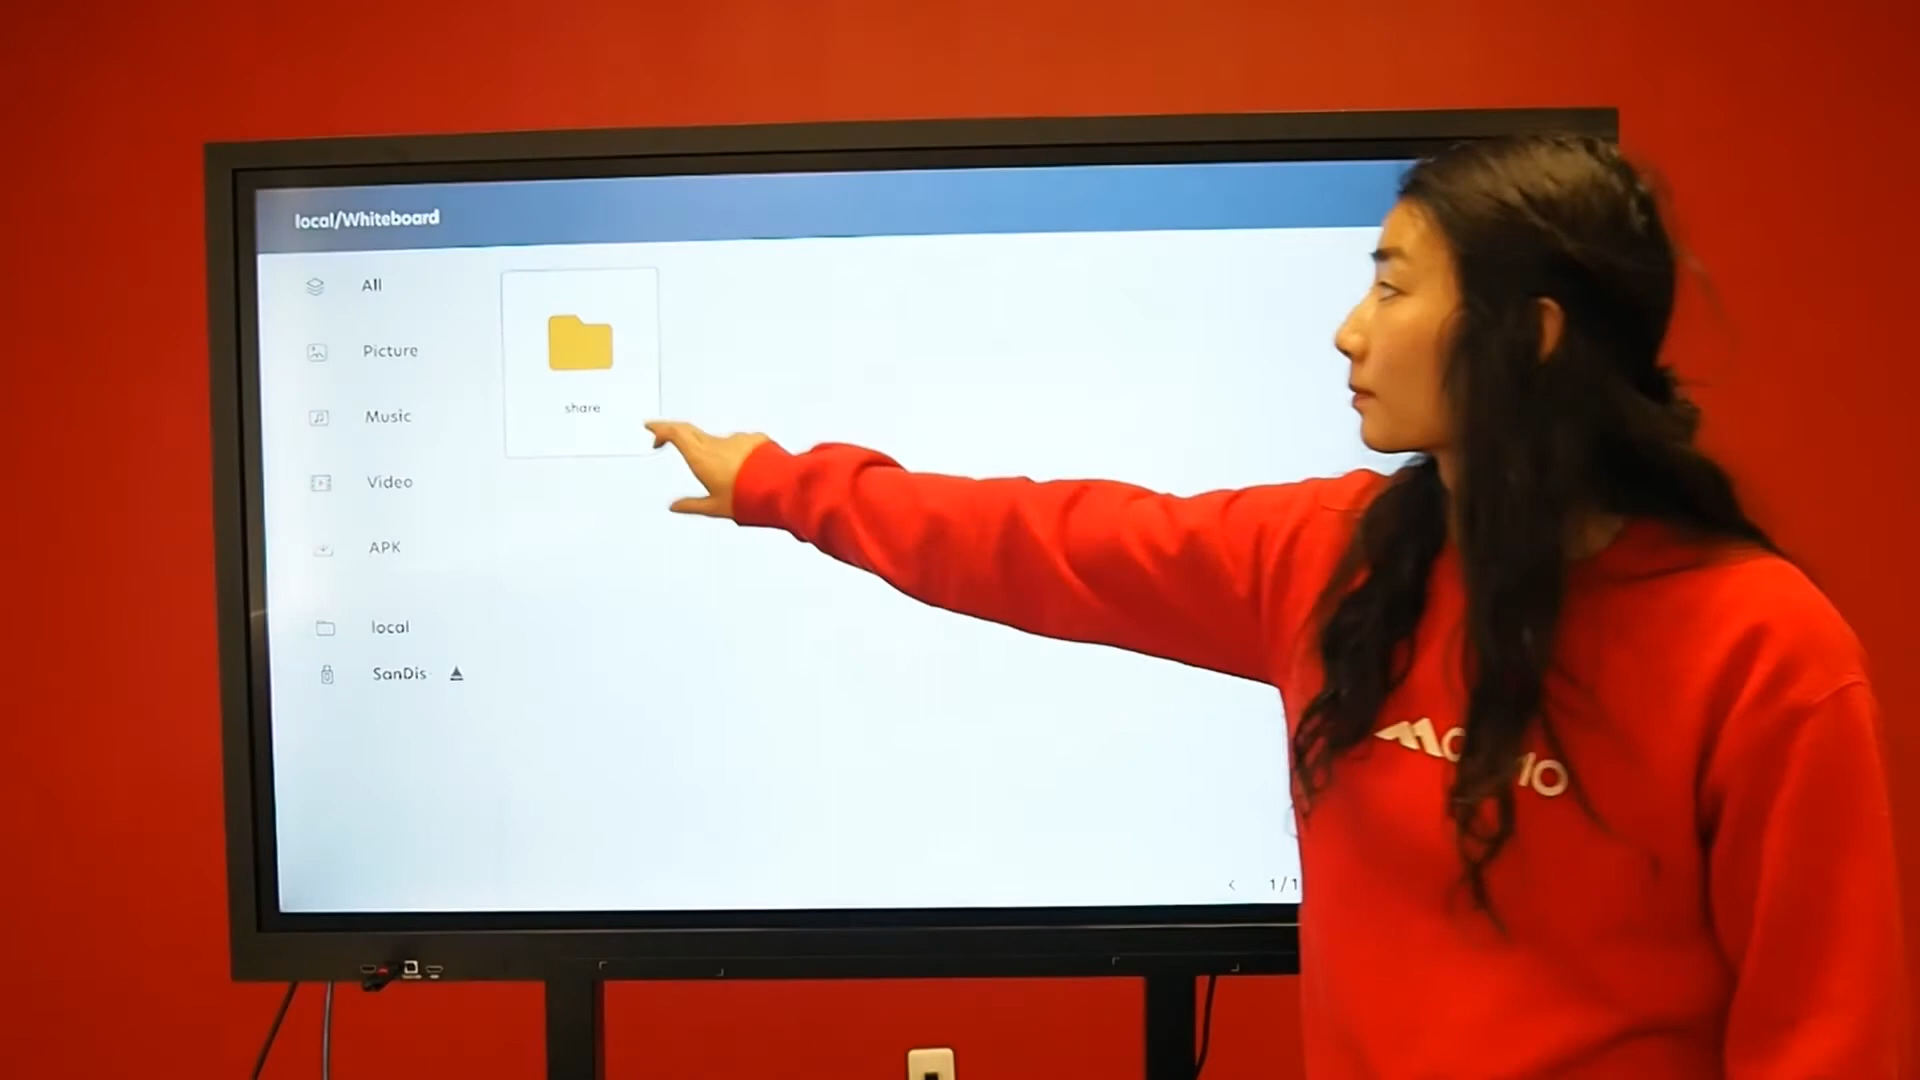 local/Whiteboard
All
Picture
share
Music
Video
APK
local
SanDis
1/1